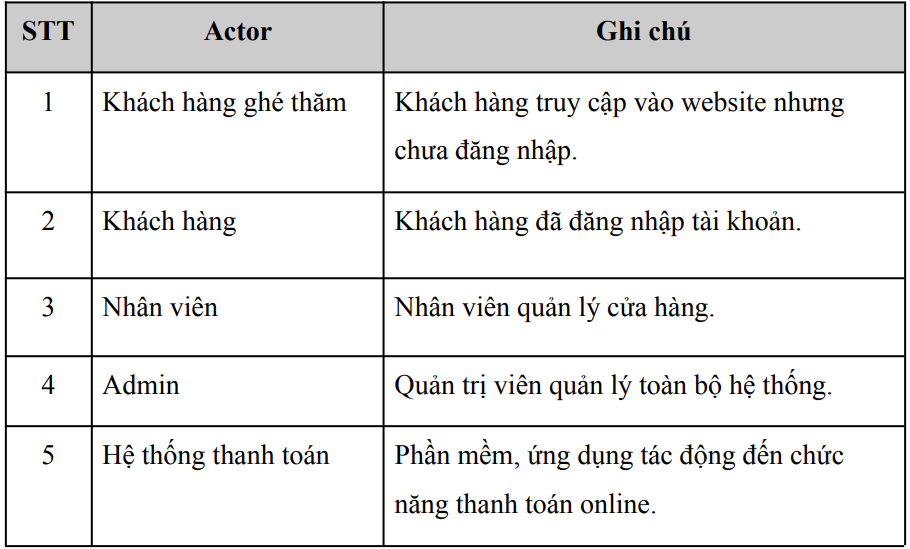 STT Actor Ghi chú
1 Khách hàng ghé thăm Khách hàng truy cập vào website nhưng
chưa đăng nhập.
2 Khách hàng Khách hàng đã đăng nhập tài khoản.
3 Nhân viên Nhân viên quản lý cửa hàng.
4 Admin Quản trị viên quản lý toàn bộ hệ thống.
5 Hệ thống thanh toán Phần mềm, ứng dụng tác động đến chức
năng thanh toán online.